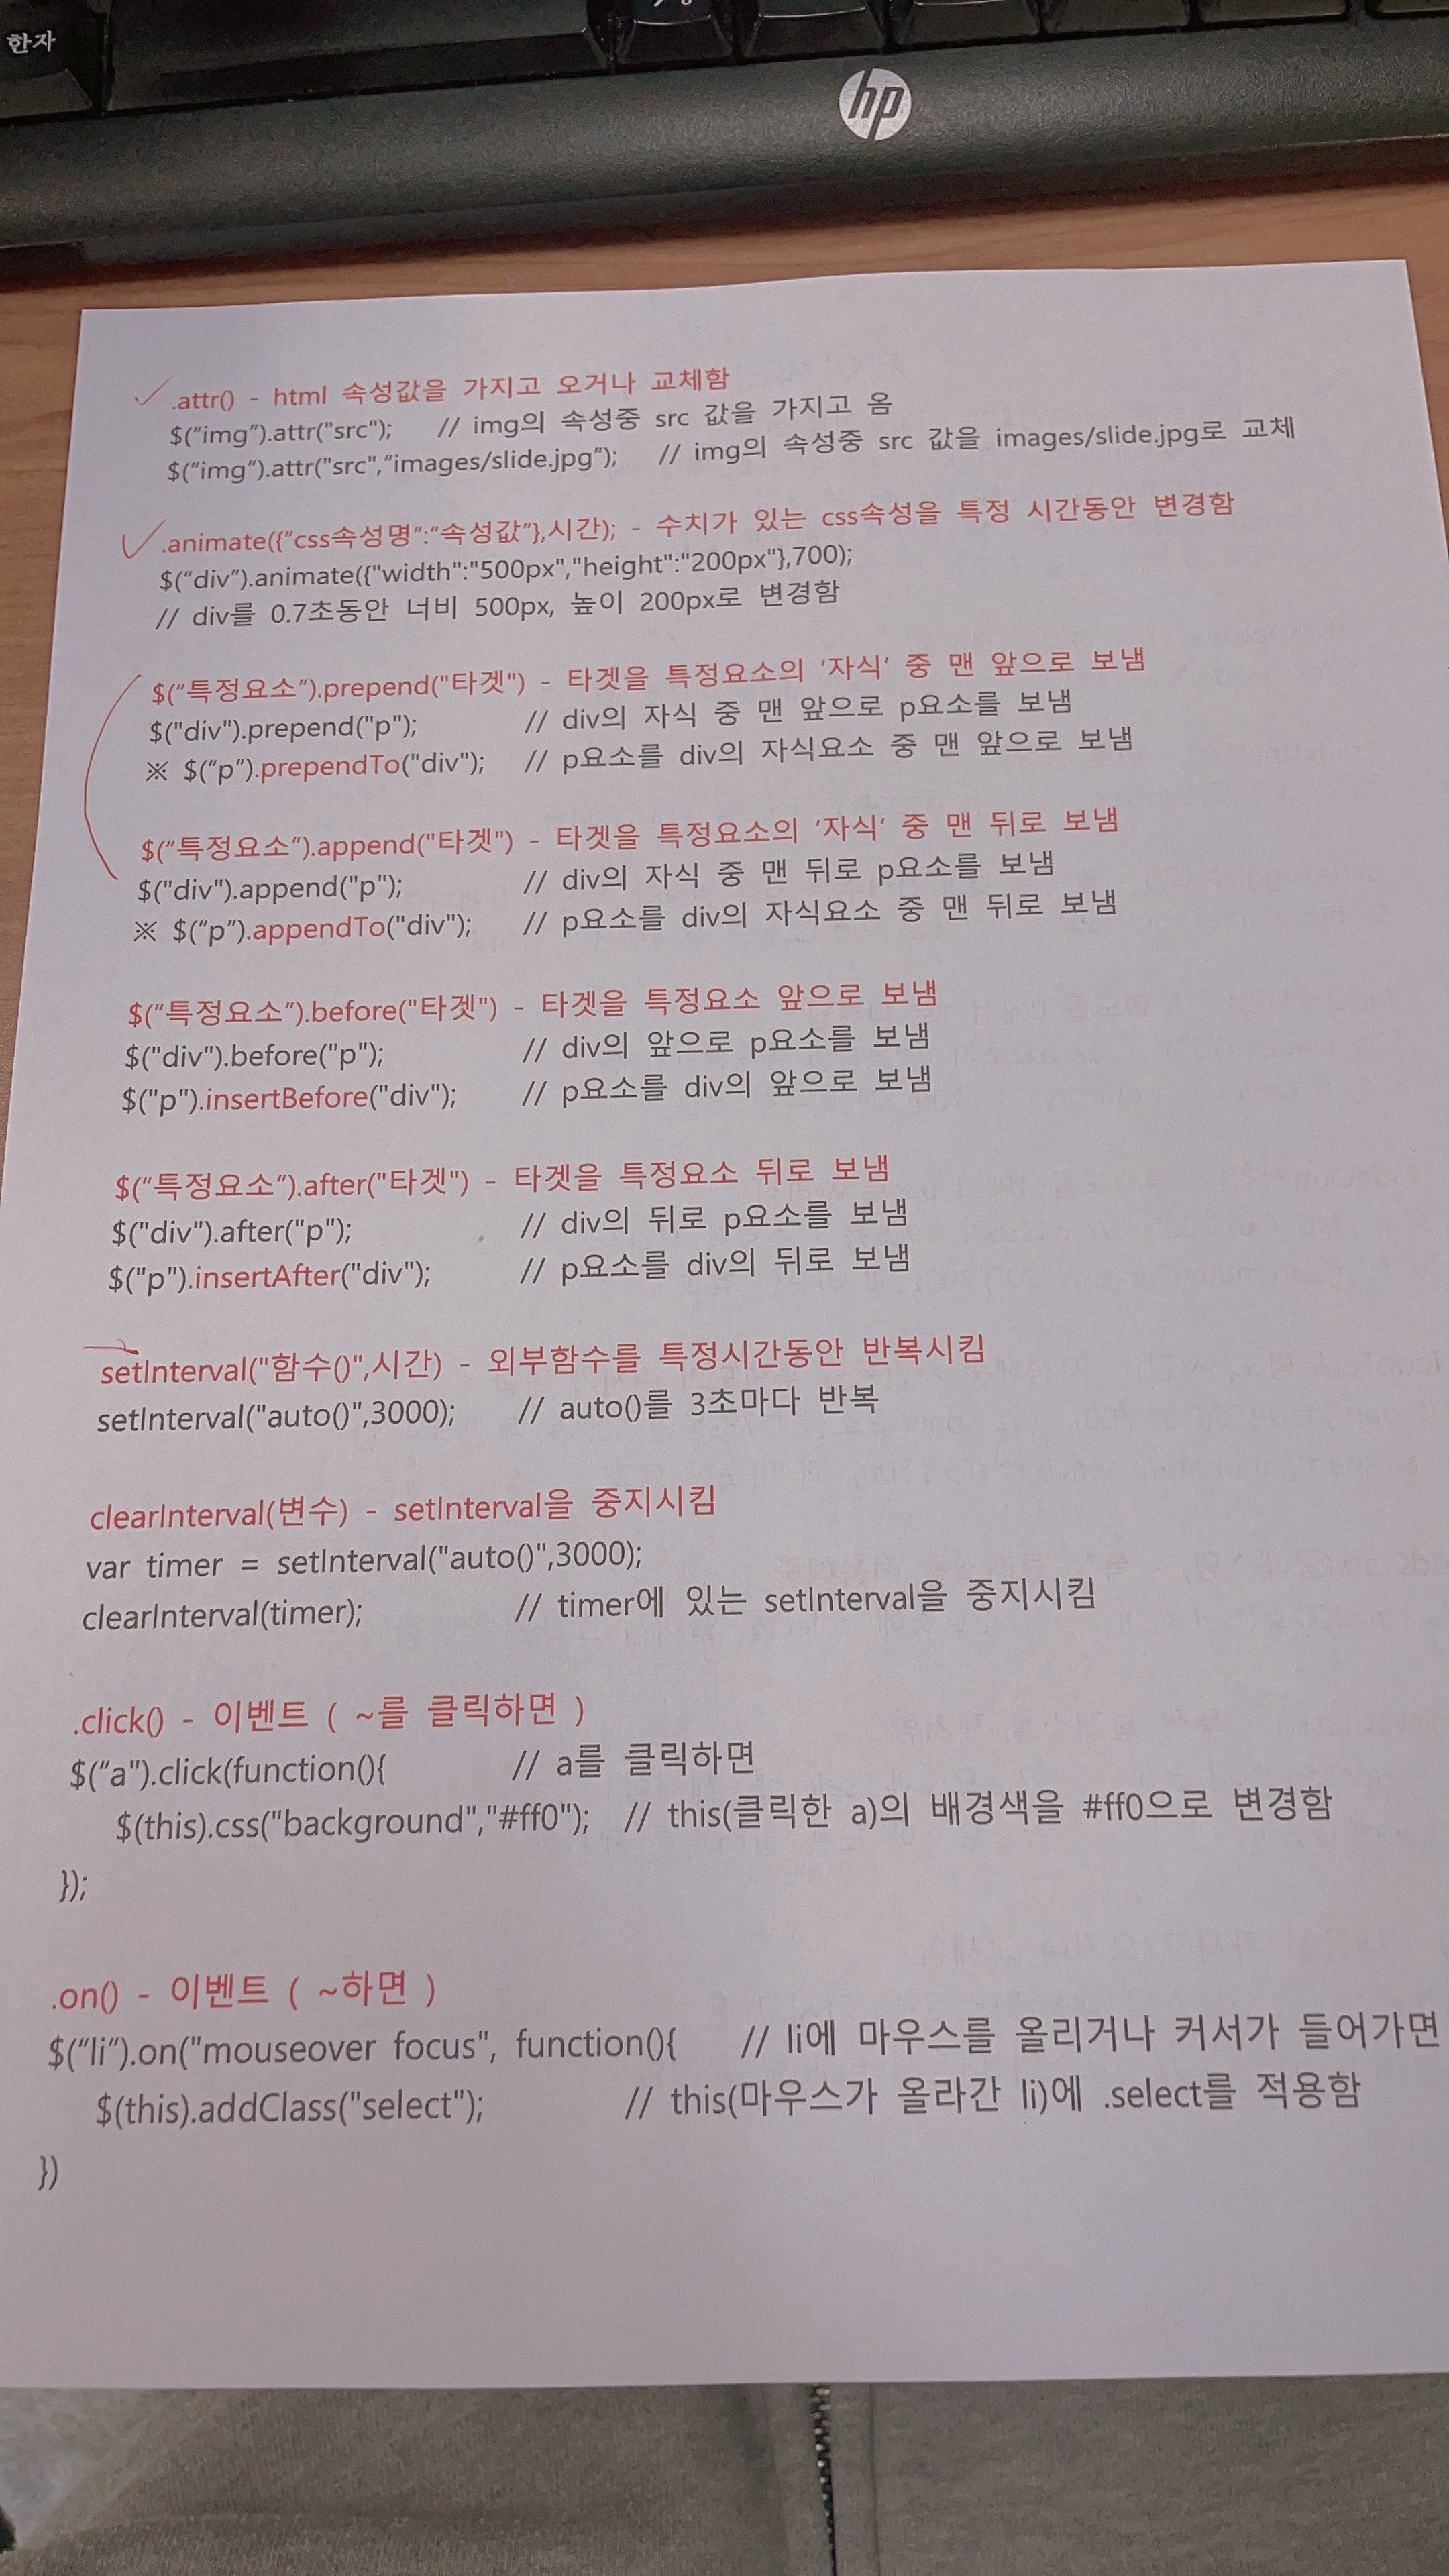 한자
hp
.attr() - html 속성값을 가지고 오거나 교체함
$("img").attr("src"); // img의 속성중 src 값을 가지고 옴
$("img").attr("src","images/slide.jpg"); // img의 속성중 src 값을 images/slide.jpg로 교체
.animate({"css속성명":"속성값"},시간); - 수치가 있는 css속성을 특정 시간동안 변경함
$("div").animate({"width":"500px","height":"200px"},700);
// div를 0.7초동안 너비 500px, 높이 200px로 변경함
$("특정요소").prepend("타겟") - 타겟을 특정요소의 '자식' 중 맨 앞으로 보냄
$("div").prepend("p"); // div의 자식 중 맨 앞으로 p요소를 보냄
※ $("p").prependTo("div"); // p요소를 div의 자식요소 중 맨 앞으로 보냄
$("특정요소").append("타겟") - 타겟을 특정요소의 '자식' 중 맨 뒤로 보냄
$("div").append("p"); // div의 자식 중 맨 뒤로 p요소를 보냄
※ $("p").appendTo("div"); // p요소를 div의 자식요소 중 맨 뒤로 보냄
$("특정요소").before("타겟") - 타겟을 특정요소 앞으로 보냄
$("div").before("p"); // div의 앞으로 p요소를 보냄
$("p").insertBefore("div"); // p요소를 div의 앞으로 보냄
$("특정요소").after("타겟") - 타겟을 특정요소 뒤로 보냄
$("div").after("p"); // div의 뒤로 p요소를 보냄
$("p").insertAfter("div"); // p요소를 div의 뒤로 보냄
setInterval("함수()",시간) - 외부함수를 특정시간동안 반복시킴
setInterval("auto()",3000); // auto()를 3초마다 반복
clearInterval(변수) - setInterval을 중지시킴
var timer = setInterval("auto()",3000);
clearInterval(timer); // timer에 있는 setInterval을 중지시킴
.click() - 이벤트 ( ~를 클릭하면 )
$("a").click(function(){ // a를 클릭하면
$(this).css("background","#ff0"); // this(클릭한 a)의 배경색을 #ff0으로 변경함
});
.on() - 이벤트 ( ~하면 )
$("li").on("mouseover focus", function(){ // li에 마우스를 올리거나 커서가 들어가면
$(this).addClass("select"); // this(마우스가 올라간 li)에 .select를 적용함
})